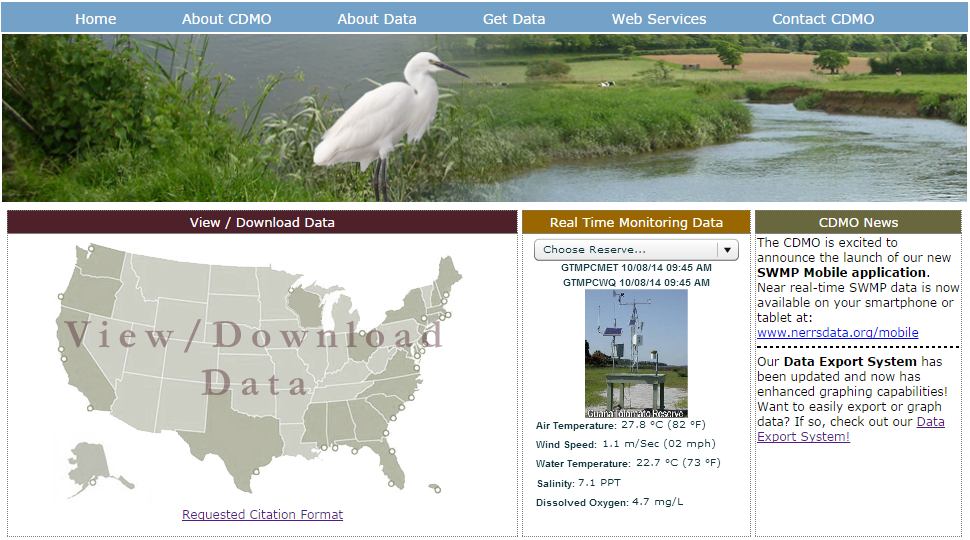 Home About CDMO About Data Get Data Web Services Contact CDMO
View / Download Data
View/Download
Data
Requested Citation Format
Real Time Monitoring Data
Choose Reserve...
GTMPCMET 10/08/14 09:45 AM
GTMPCWQ 10/08/14 09:45 AM
Guana Tolomato Reserve
Air Temperature: 27.8 °C (82 °F)
Wind Speed: 1.1 m/Sec (02 mph)
Water Temperature: 22.7 °C (73 °F)
Salinity: 7.1 PPT
Dissolved Oxygen: 4.7 mg/L
CDMO News
The CDMO is excited to
announce the launch of our new
SWMP Mobile application.
Near real-time SWMP data is now
available on your smartphone or
tablet at:
www.nerrsdata.org/mobile
Our Data Export System has
been updated and now has
enhanced graphing capabilities!
Want to easily export or graph
data? If so, check out our Data
Export System!